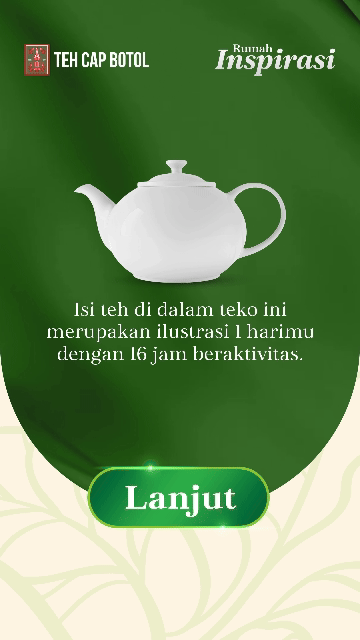 TEH CAP BOTOL
Rumah
Inspirasi
Isi teh di dalam teko ini
merupakan ilustrasi 1 harimu
dengan 16 jam beraktivitas.
Lanjut